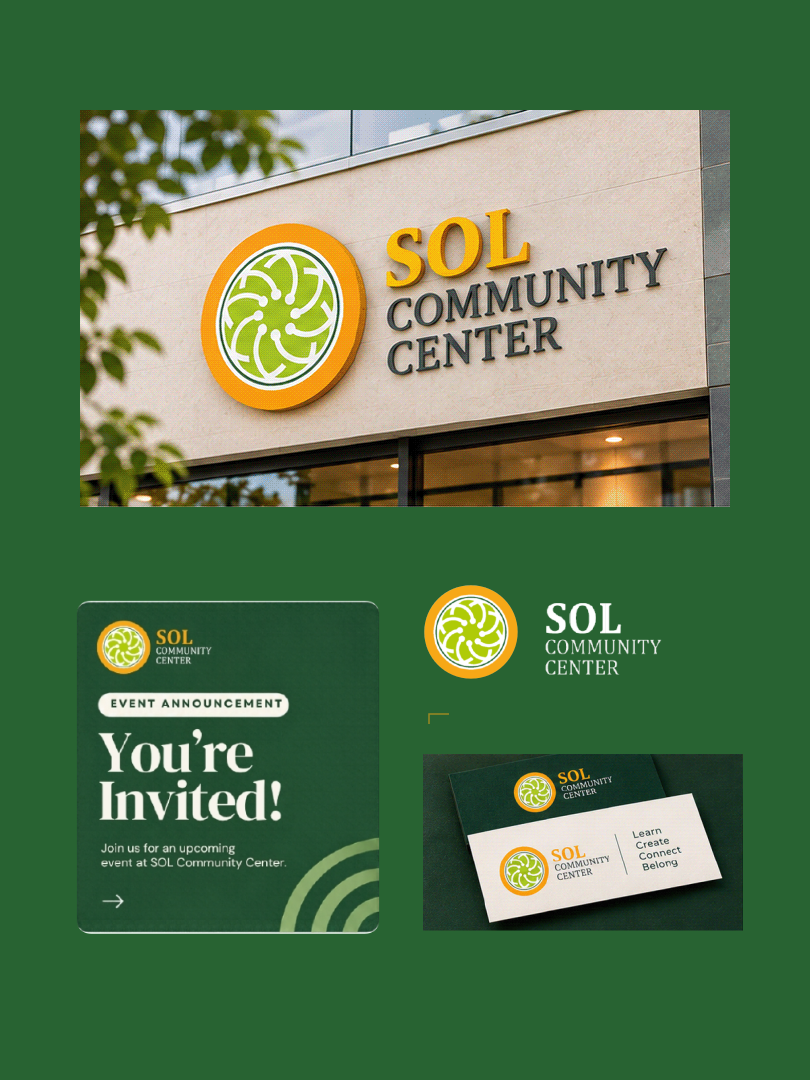 SOL
COMMUNITY
CENTER
SOL
COMMUNITY
CENTER
EVENT ANNOUNCEMENT
You're
Invited!
Join us for an upcoming
event at SOL Community Center.
SOL
COMMUNITY
CENTER
SOL
COMMUNITY
CENTER
SOL
COMMUNITY
CENTER
Learn
Create
Connect
Belong